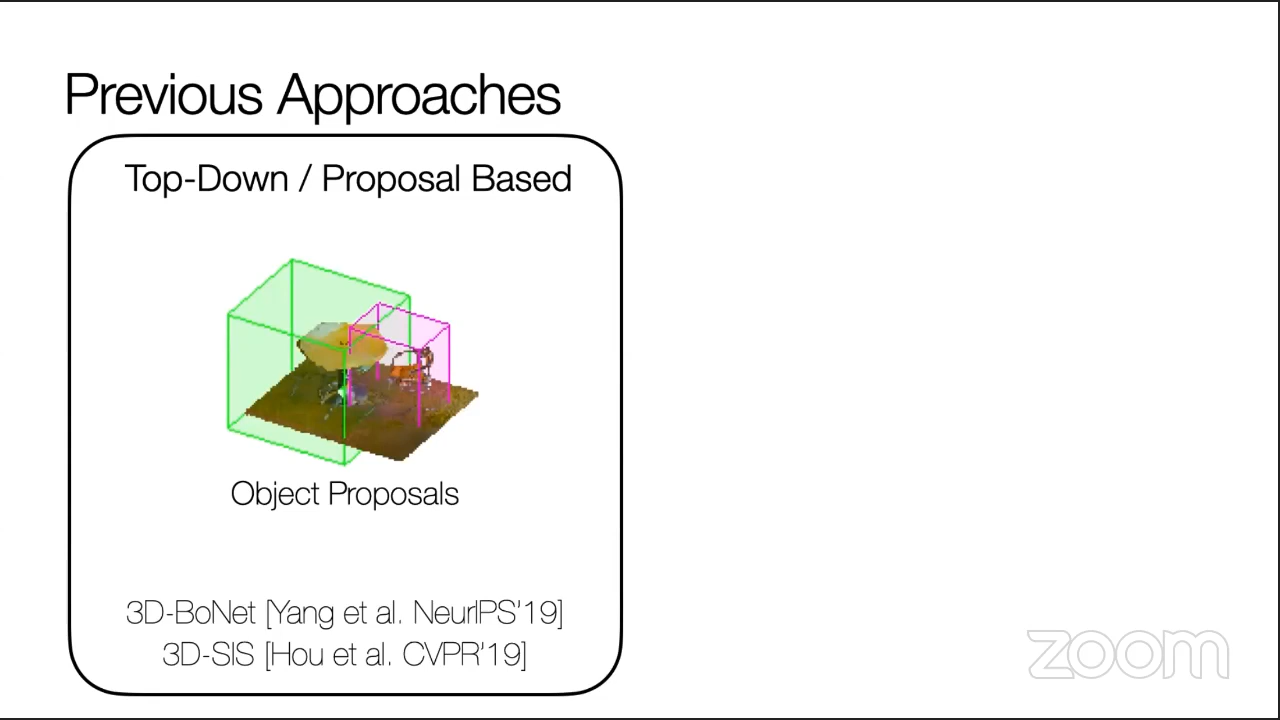 Previous Approaches
Top-Down / Proposal Based
Object Proposals
3D-BoNet [Yang et al. NeurIPS'19]
3D-SIS [Hou et al. CVPR'19]
zoom